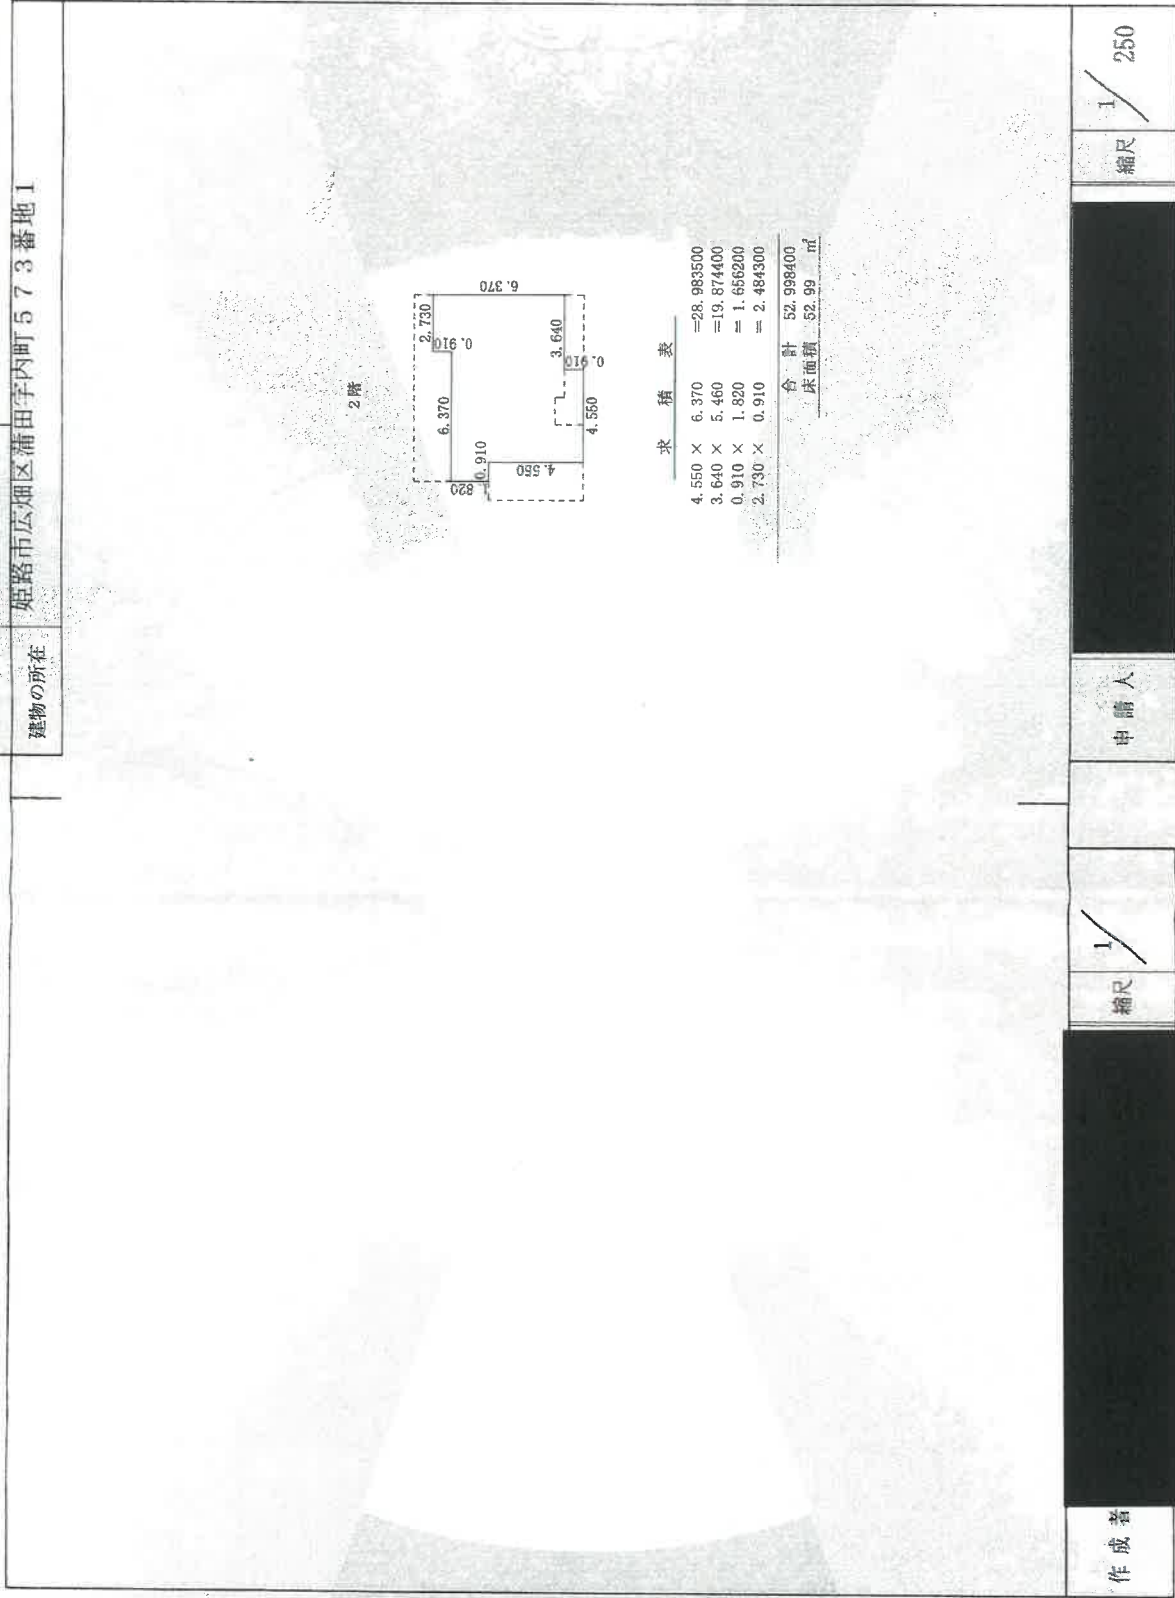 建物の所在 姫路市広畑区蒲田字内町573番地1
2階
2.730
6.370
0.910
6.370
820
0.910
4.550
3.640
0.910
4.550
求積表
4.550 × 6.370 =28.983500
3.640 × 5.460 =19.874400
0.910 × 1.820 = 1.656200
2.730 × 0.910 = 2.484300
合計 52.998400
床面積 52.99 ㎡
作成者
縮尺 1/
申請人
縮尺 1/250